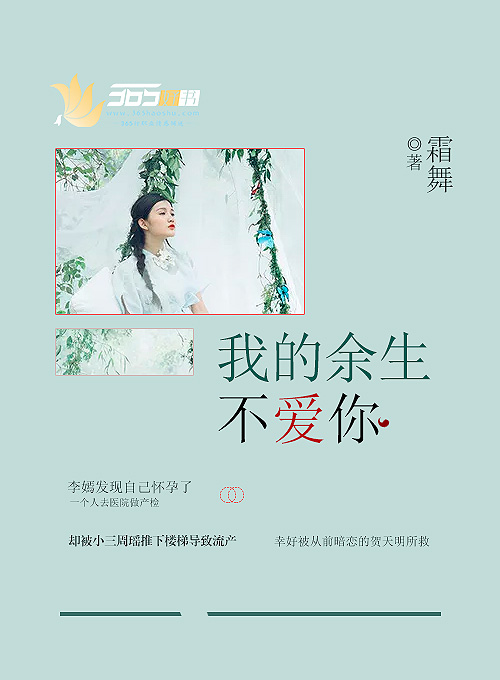 霜舞
◎著
我的余生
不爱你
李嫣发现自己怀孕了
一个人去医院做产检
却被小三周瑶推下楼梯导致流产
幸好被从前暗恋的贺天明所救